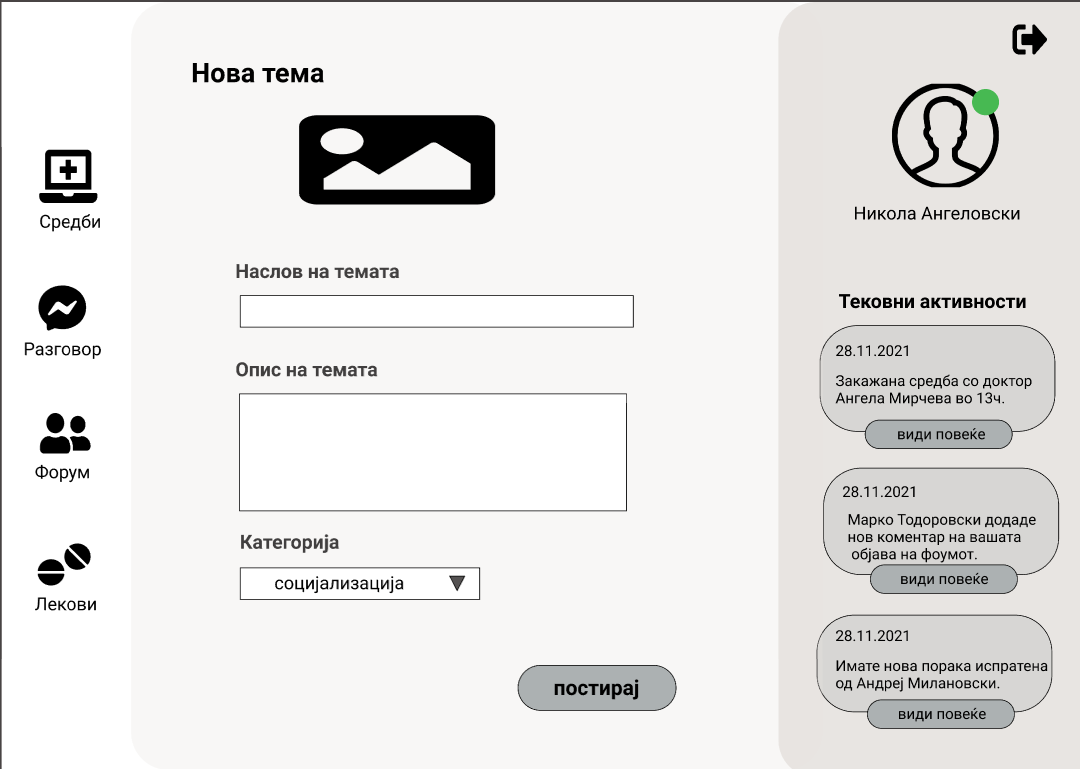 Нова тема
Средби
Разговор
Форум
Лекови
Наслов на темата
Опис на темата
Категорија
социјализација
постирај
Никола Ангеловски
Тековни активности
28.11.2021
Закажана средба со доктор
Ангела Мирчева во 13ч.
види повеќе
28.11.2021
Марко Тодоровски додаде
нов коментар на вашата
објава на фоумот.
види повеќе
28.11.2021
Имате нова порака испратена
од Андреј Милановски.
види повеќе